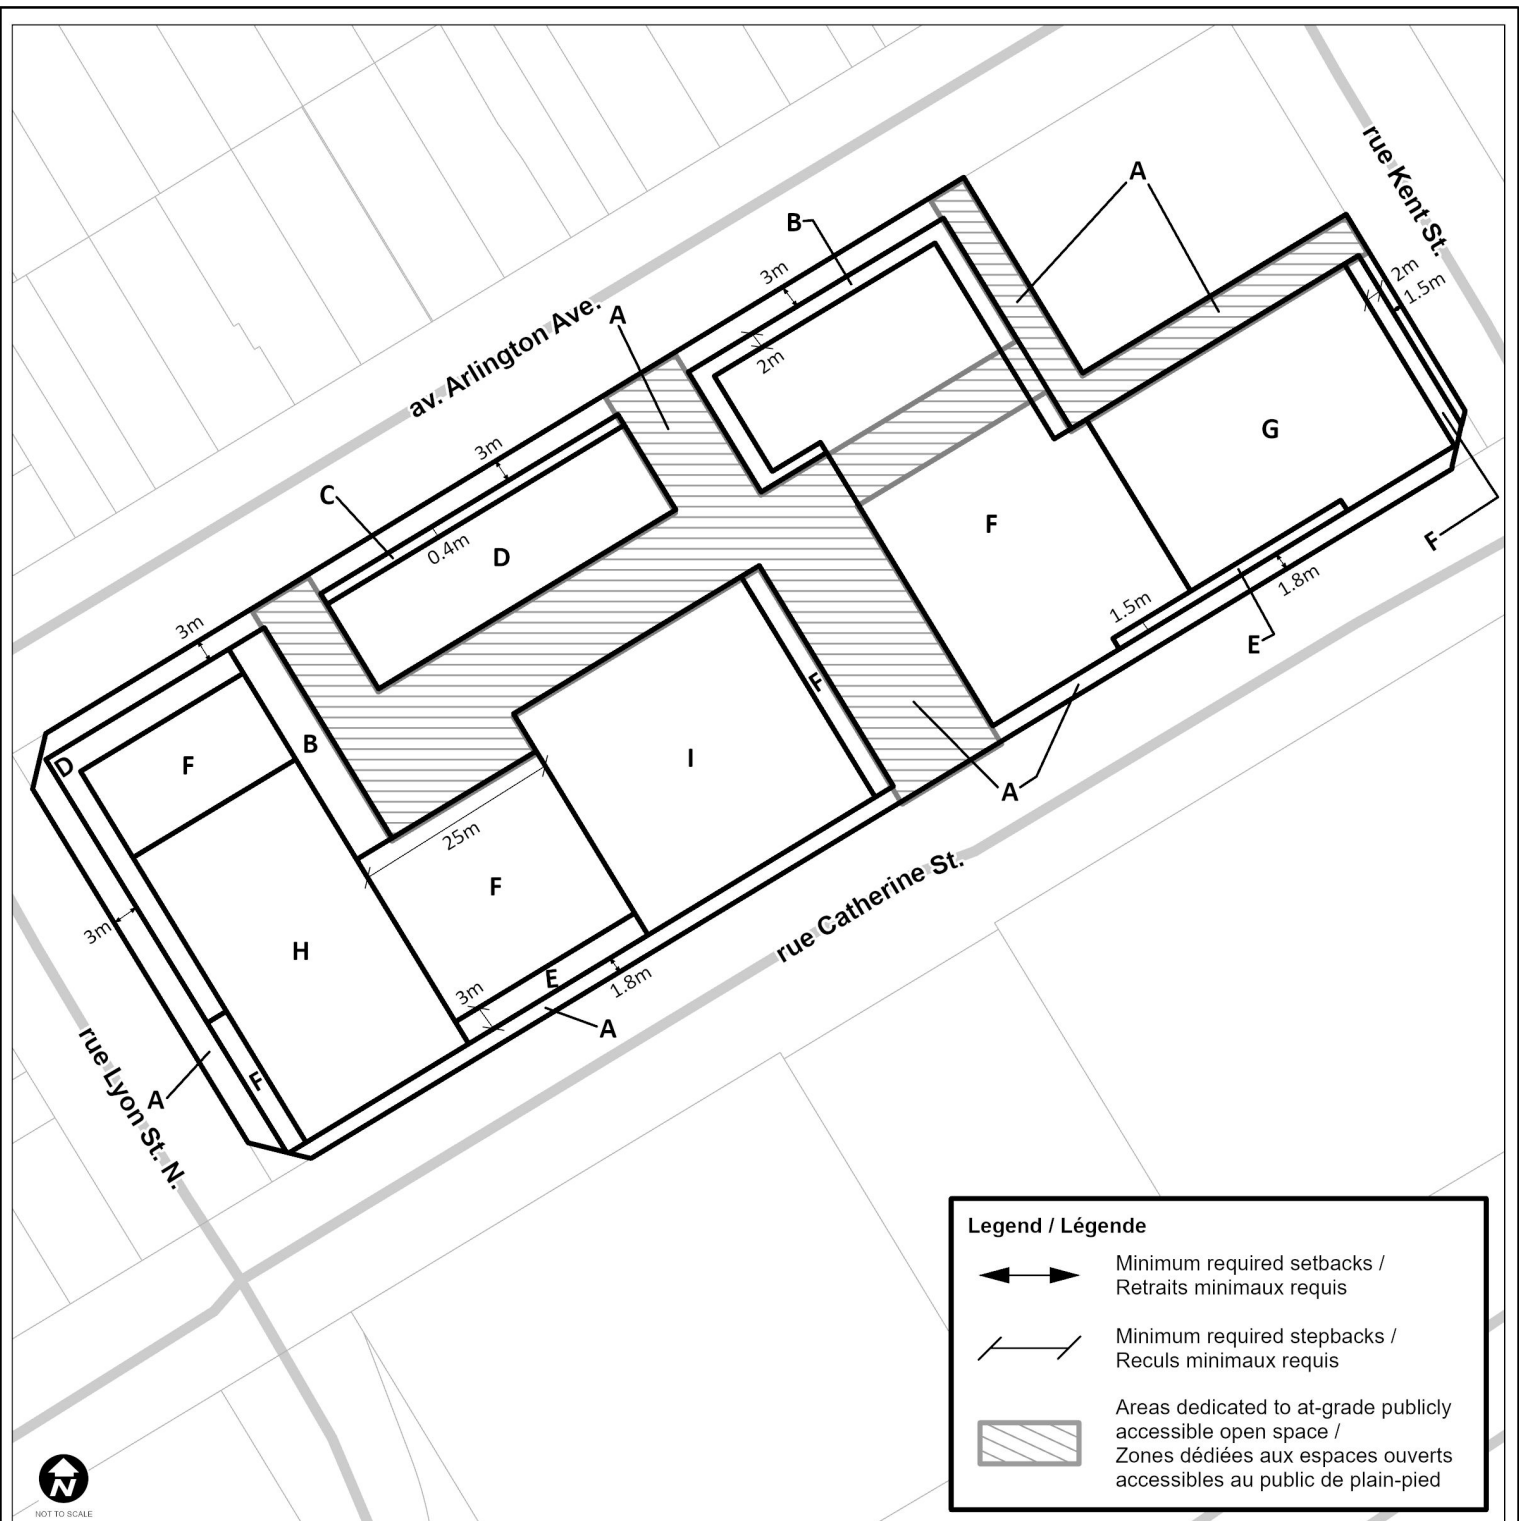 A
rue Kent St.
B
3m
2m
1.5m
av. Arlington Ave.
A
2m
3m
G
C
0.4m
D
F
F
1.8m
1.5m
E
3m
F
B
I
D
F
A
25m
F
rue Catherine St.
3m
H
E
3m
1.8m
A
rue Lyon St. N.
F
A
Legend / Légende
Minimum required setbacks /
Retraits minimaux requis
Minimum required stepbacks /
Reculs minimaux requis
Areas dedicated to at-grade publicly
accessible open space /
Zones dédiées aux espaces ouverts
accessibles au public de plain-pied
N
NOT TO SCALE